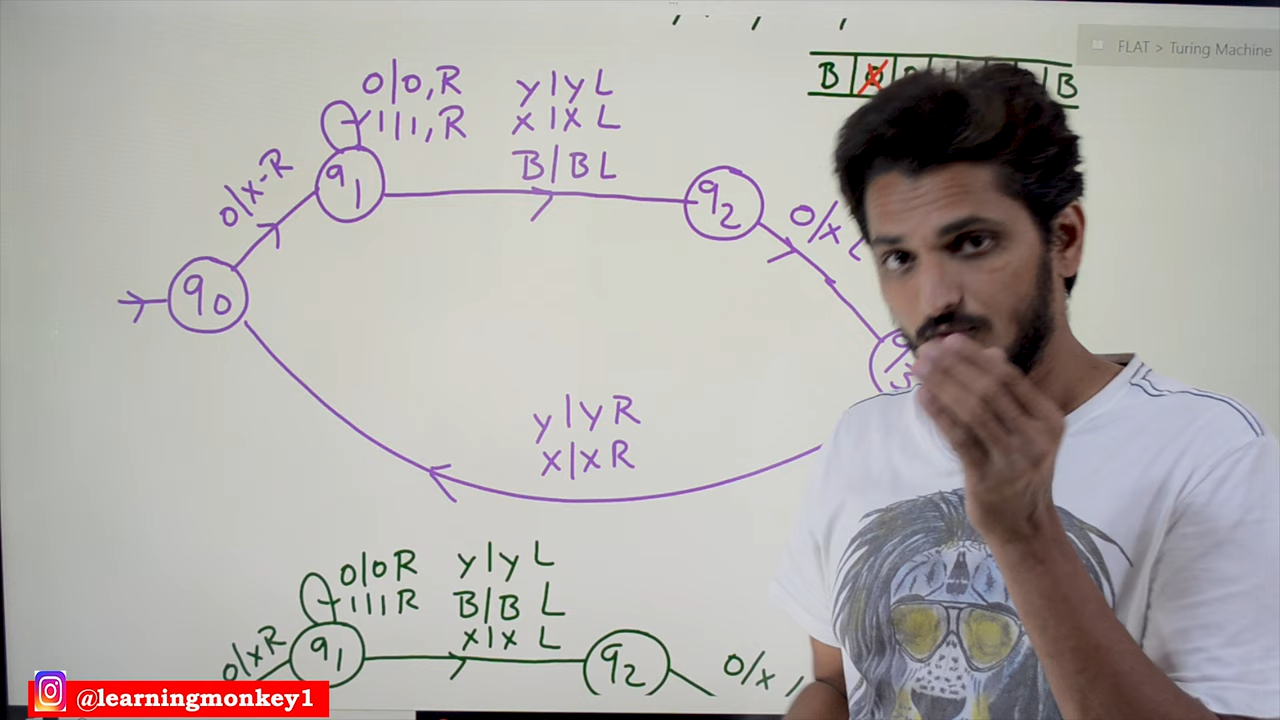 FLAT > Turing Machine
B
B
0/0, R
1/1, R
y/y L
x/x L
B/B L
0/x-R
q1
q2
0/x L
q0
q3
y/y R
x/x R
0/0 R
1/1 R
y/y L
B/B L
x/x L
0/x R
q1
q2
0/x
@learningmonkey1